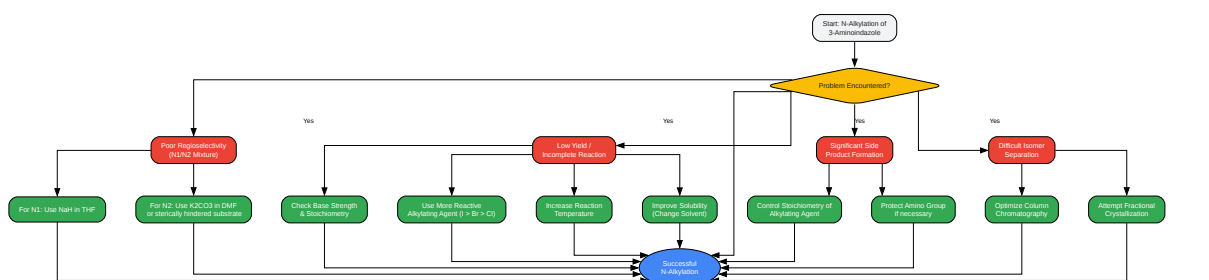 Start: N-Alkylation of
3-Aminoindazole
Problem Encountered?
Yes
Yes
Yes
Yes
Poor Regioselectivity
(N1/N2 Mixture)
Low Yield /
Incomplete Reaction
Significant Side
Product Formation
Difficult Isomer
Separation
For N1: Use NaH in THF
For N2: Use K2CO3 in DMF
or sterically hindered substrate
Check Base Strength
& Stoichiometry
Use More Reactive
Alkylating Agent (I > Br > Cl)
Increase Reaction
Temperature
Improve Solubility
(Change Solvent)
Control Stoichiometry of
Alkylating Agent
Protect Amino Group
if necessary
Optimize Column
Chromatography
Attempt Fractional
Crystallization
Successful
N-Alkylation